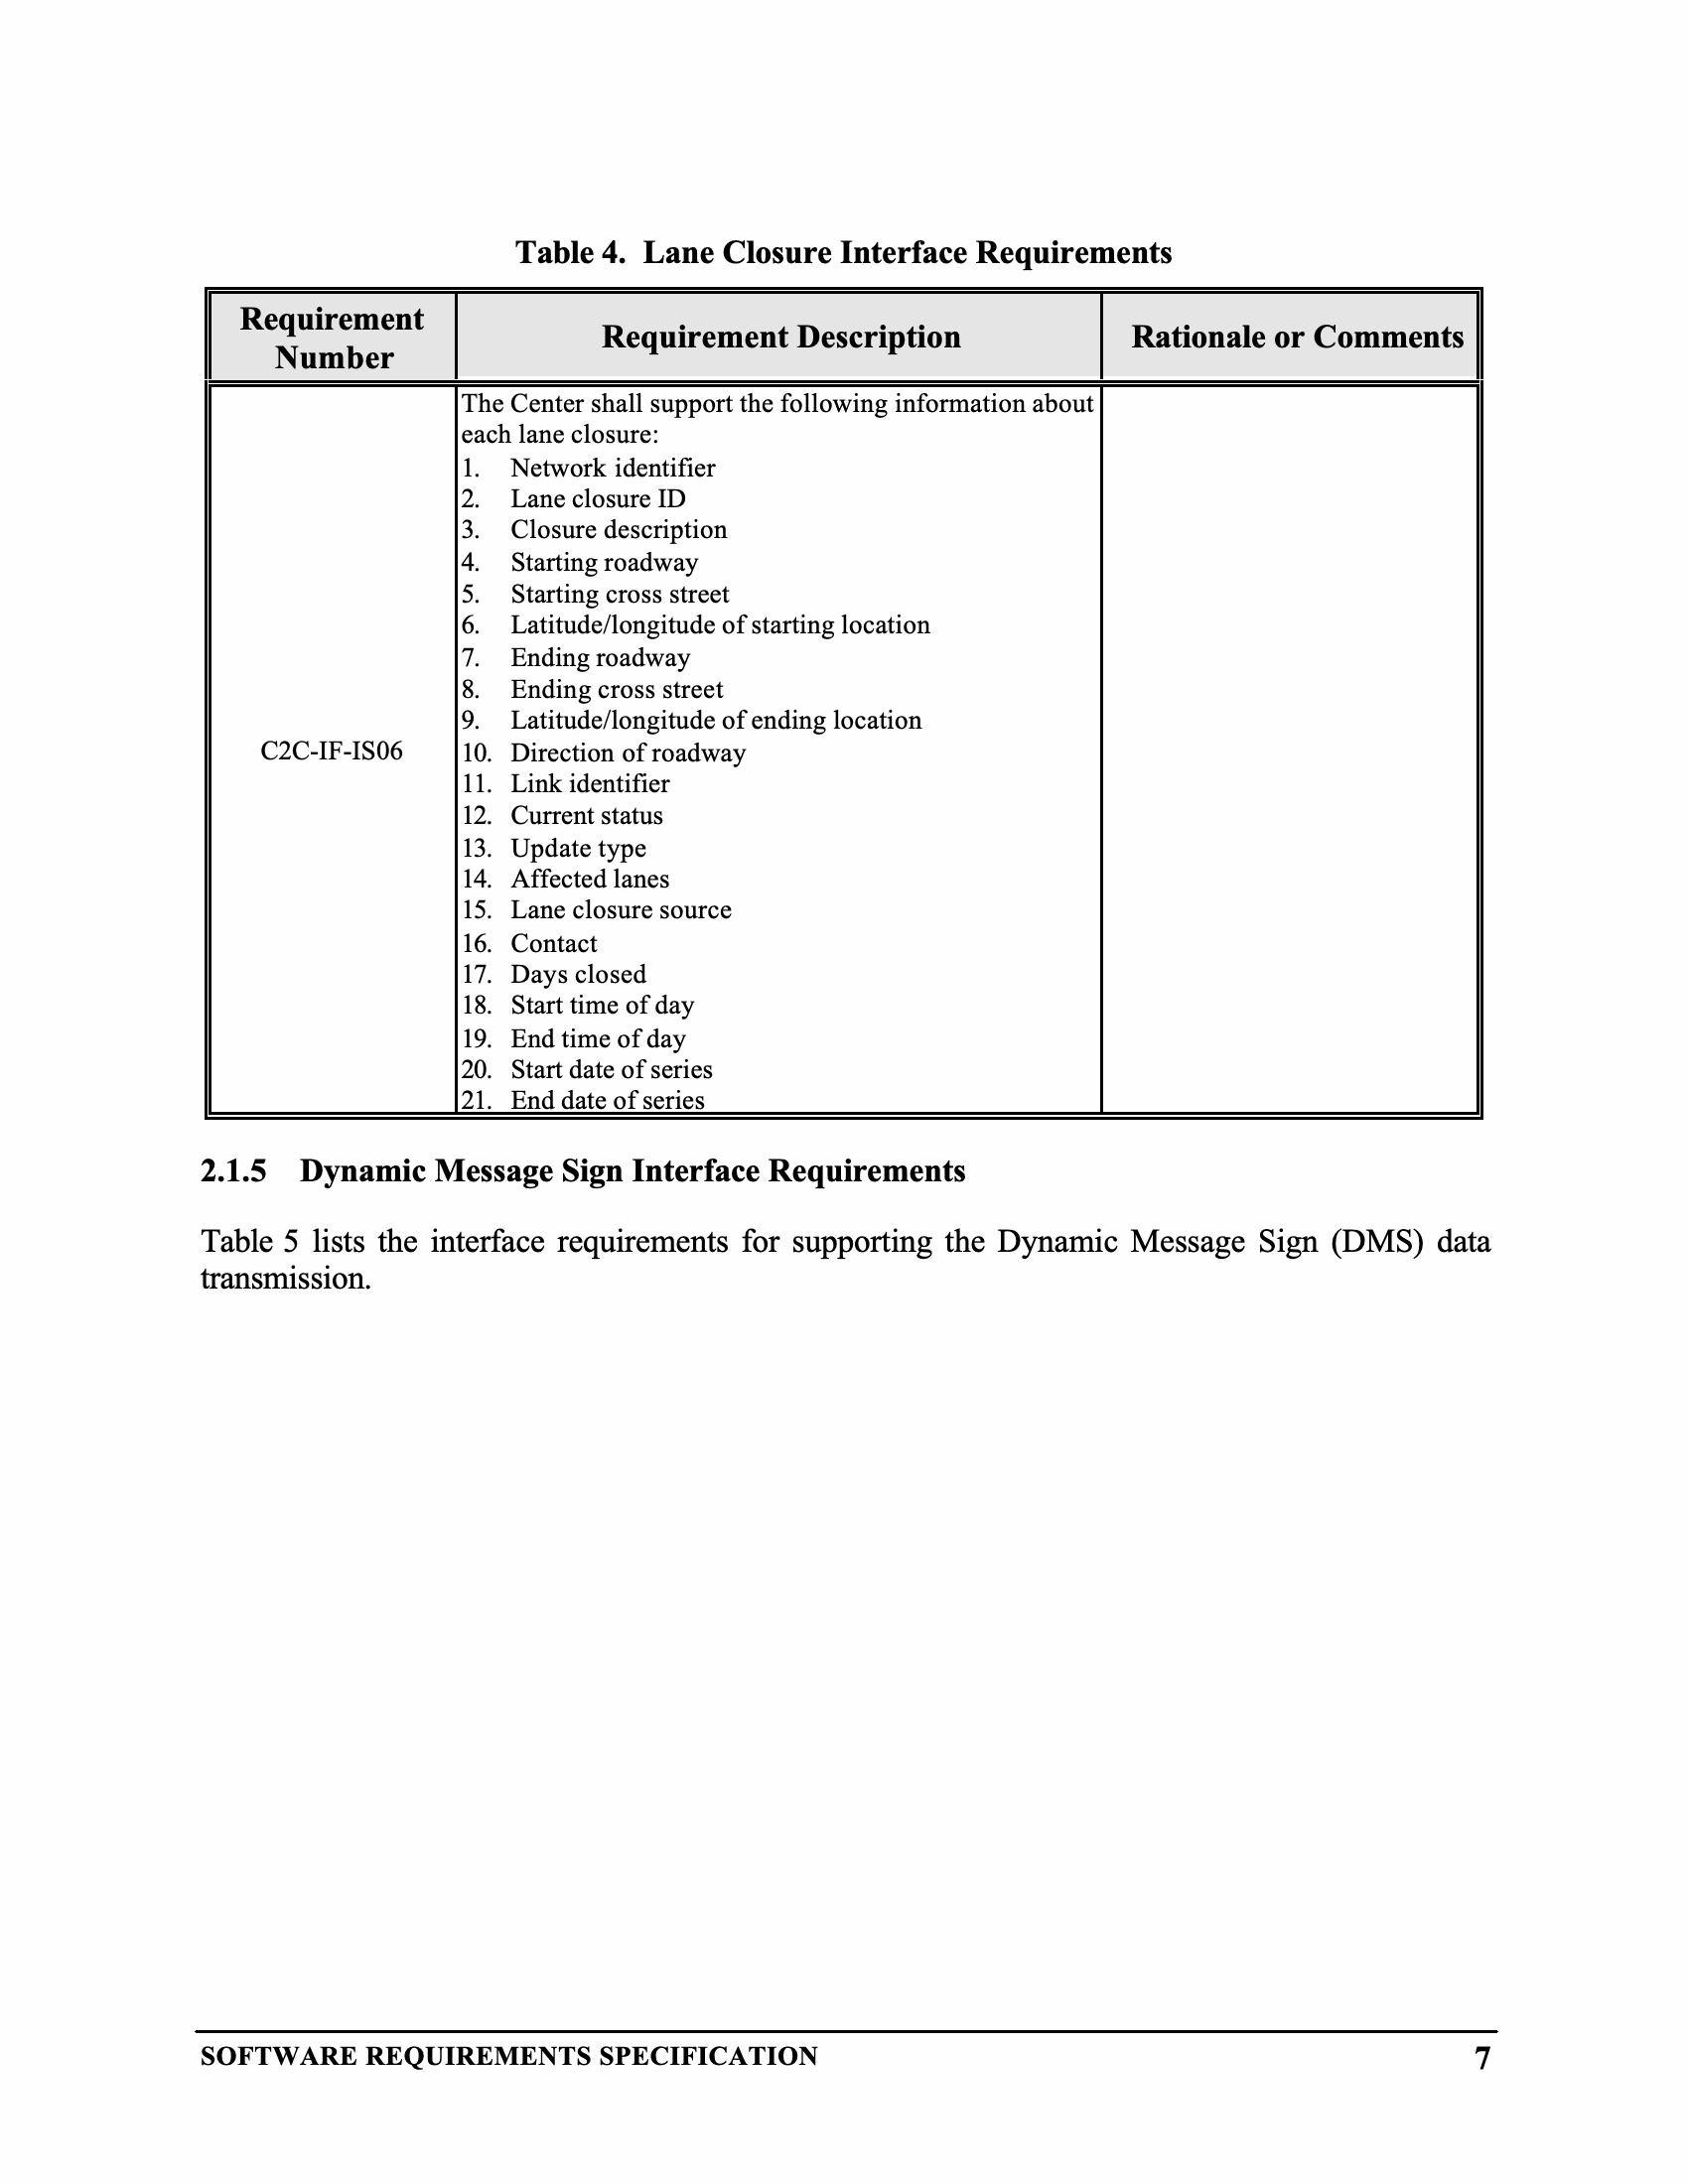 Table 4. Lane Closure Interface Requirements
Requirement
Number
Requirement Description
Rationale or Comments
C2C-IF-IS06
The Center shall support the following information about
each lane closure:
1. Network identifier
2. Lane closure ID
3. Closure description
4. Starting roadway
5. Starting cross street
6. Latitude/longitude of starting location
7. Ending roadway
8. Ending cross street
9. Latitude/longitude of ending location
10. Direction of roadway
11. Link identifier
12. Current status
13. Update type
14. Affected lanes
15. Lane closure source
16. Contact
17. Days closed
18. Start time of day
19. End time of day
20. Start date of series
21. End date of series
2.1.5 Dynamic Message Sign Interface Requirements
Table 5 lists the interface requirements for supporting the Dynamic Message Sign (DMS) data
transmission.
SOFTWARE REQUIREMENTS SPECIFICATION 7